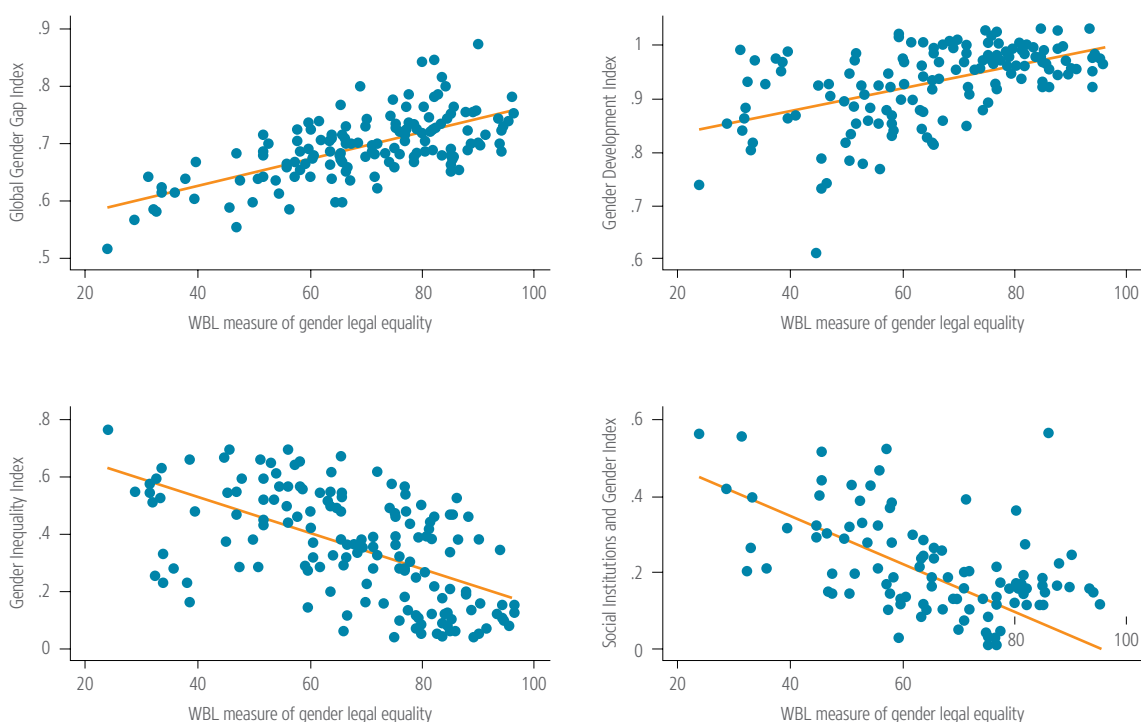 .9
.8
.7
.6
.5
Global Gender Gap Index
20 40 60 80 100
WBL measure of gender legal equality
1
.9
.8
.7
.6
Gender Development Index
20 40 60 80 100
WBL measure of gender legal equality
.8
.6
.4
.2
0
Gender Inequality Index
20 40 60 80 100
WBL measure of gender legal equality
.6
.4
.2
0
Social Institutions and Gender Index
80 100
20 40 60
WBL measure of gender legal equality